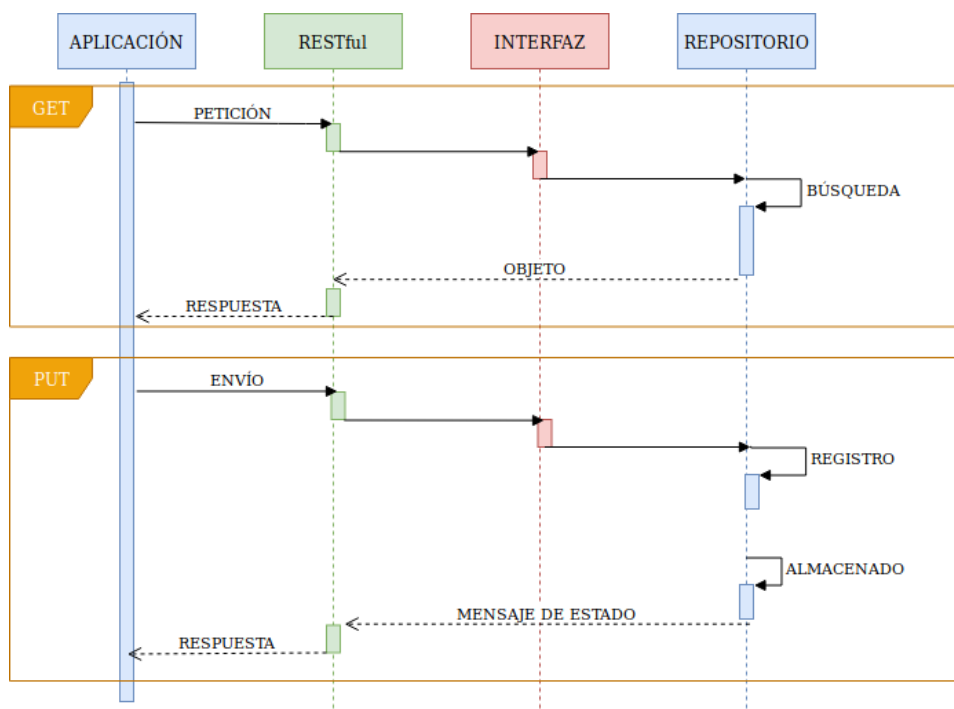 APLICACIÓN
RESTful
INTERFAZ
REPOSITORIO
GET
PETICIÓN
BÚSQUEDA
OBJETO
RESPUESTA
PUT
ENVÍO
REGISTRO
ALMACENADO
MENSAJE DE ESTADO
RESPUESTA